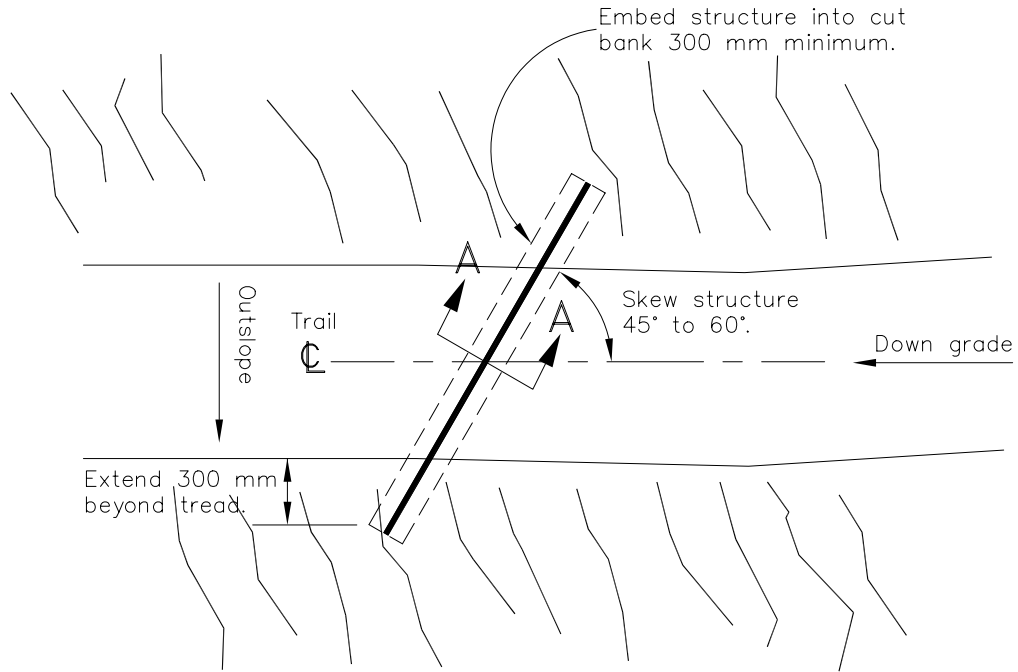 Embed structure into cut
bank 300 mm minimum.
A
A
Skew structure
45° to 60°.
Outslope
Trail
℄
Down grade
Extend 300 mm
beyond tread.